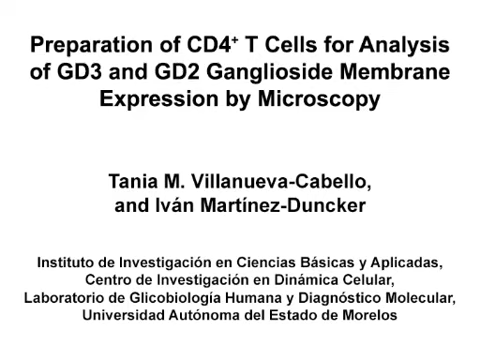 Preparation of CD4⁺ T Cells for Analysis
of GD3 and GD2 Ganglioside Membrane
Expression by Microscopy
Tania M. Villanueva-Cabello,
and Iván Martínez-Duncker
Instituto de Investigación en Ciencias Básicas y Aplicadas,
Centro de Investigación en Dinámica Celular,
Laboratorio de Glicobiología Humana y Diagnóstico Molecular,
Universidad Autónoma del Estado de Morelos